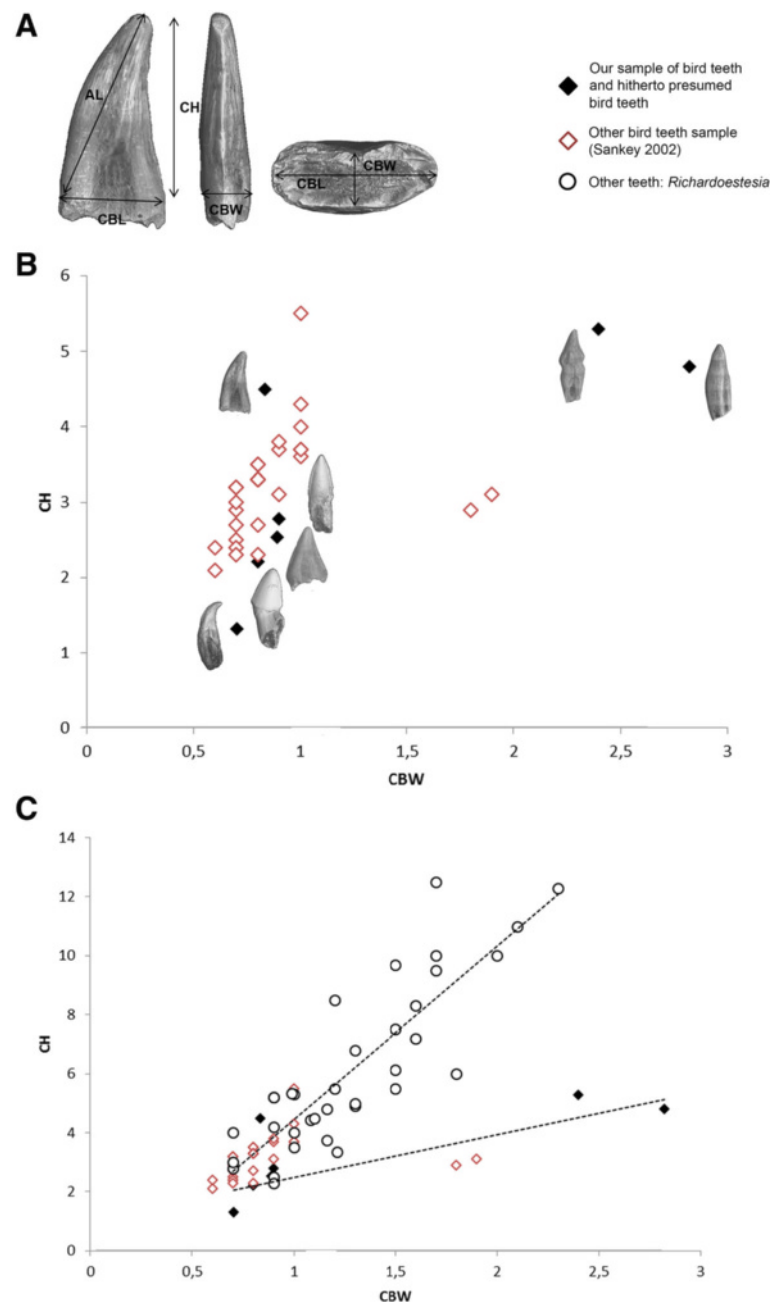 A
AL
CH
CBL
CBW
CBW
CBL
Our sample of bird teeth
and hitherto presumed
bird teeth
Other bird teeth sample
(Sankey 2002)
Other teeth: Richardoestesia
B
6
5
4
3
2
1
0
CH
0
0,5
1
1,5
2
2,5
3
CBW
C
14
12
10
8
6
4
2
0
CH
0
0,5
1
1,5
2
2,5
3
CBW